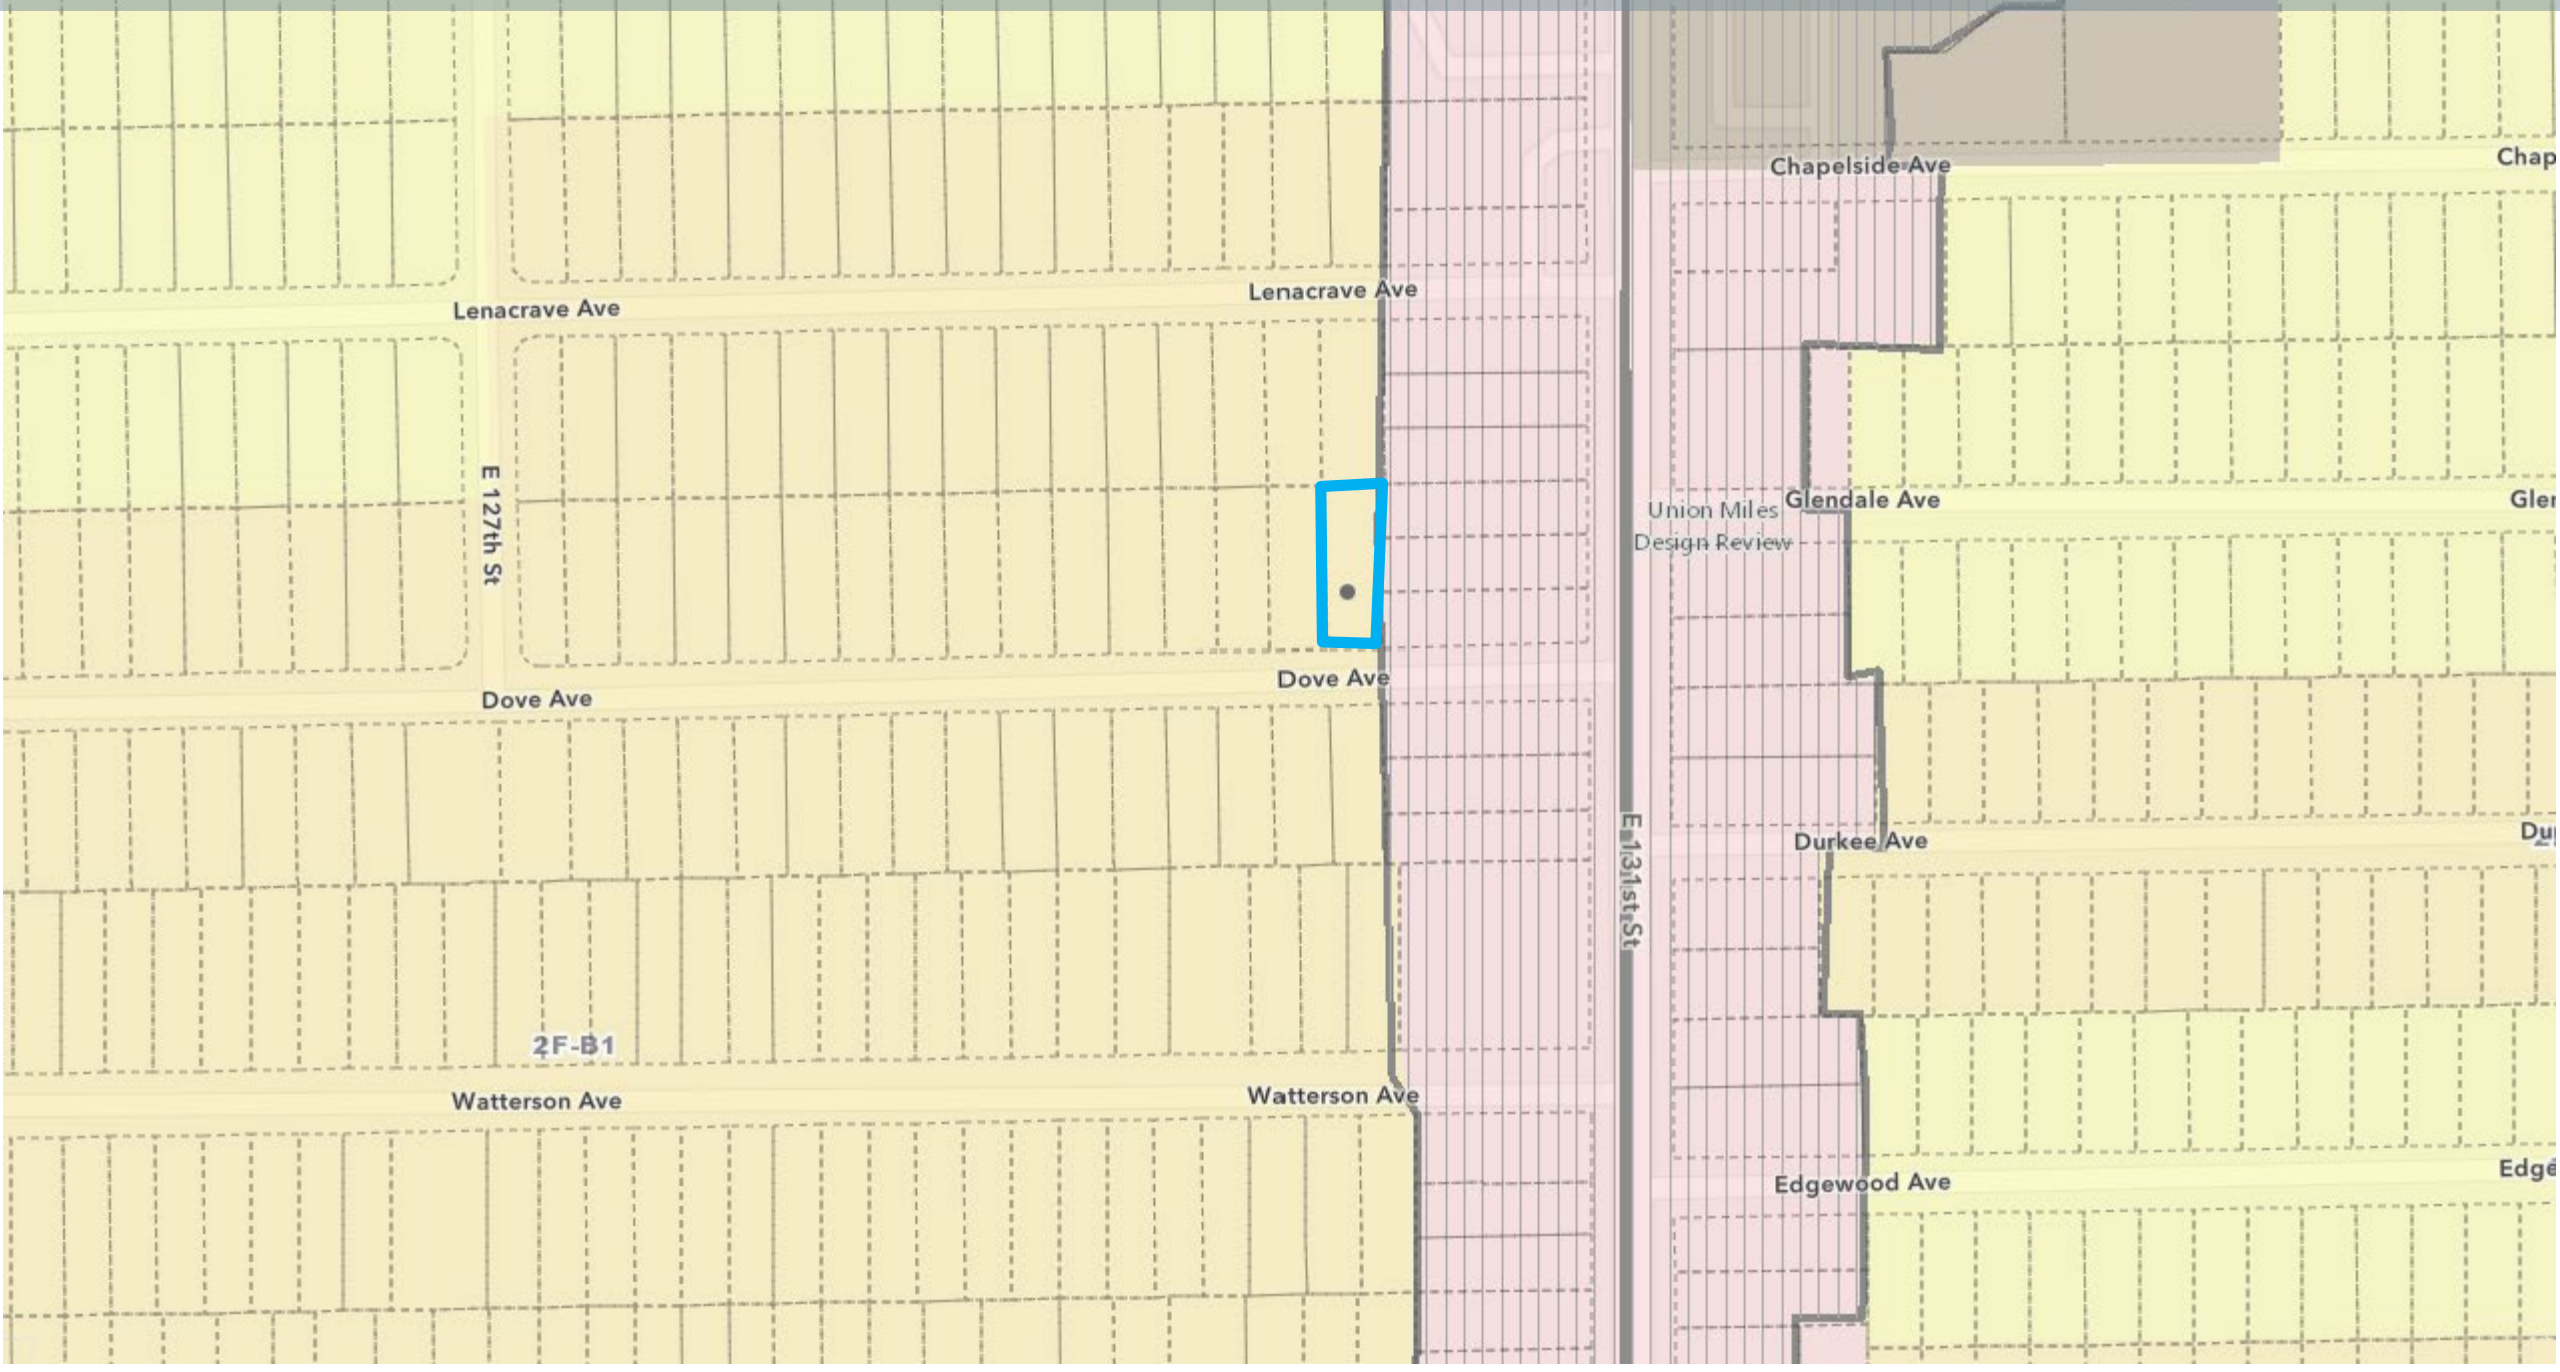 Chapelside Ave
Chap
Lenacrave Ave
Lenacrave Ave
E 127th St
Union Miles
Design Review
Glendale Ave
Glen
Dove Ave
Dove Ave
E 131st St
Durkee Ave
Dur
2F-B1
Watterson Ave
Watterson Ave
Edgewood Ave
Edge